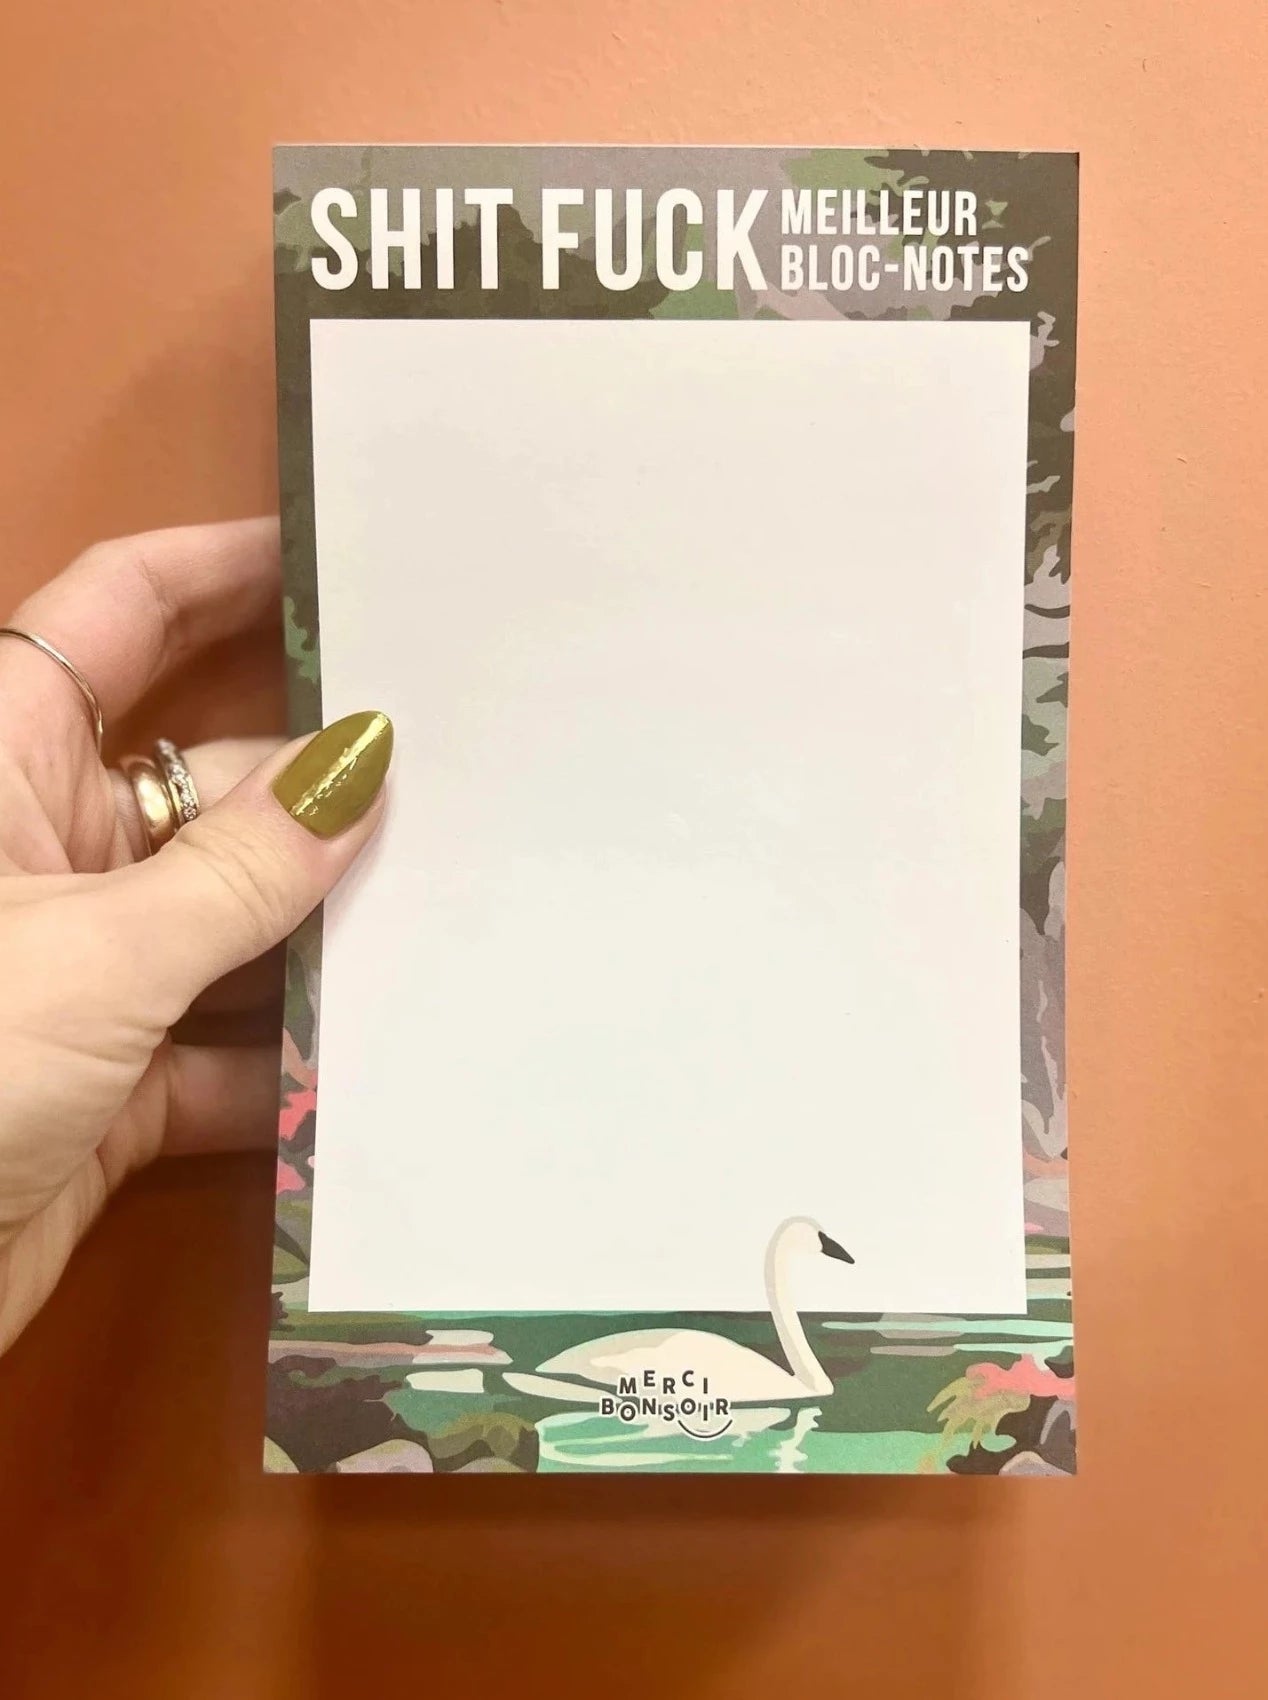 SHIT FUCK MEILLEUR
BLOC-NOTES
MERCI
BONSOIR